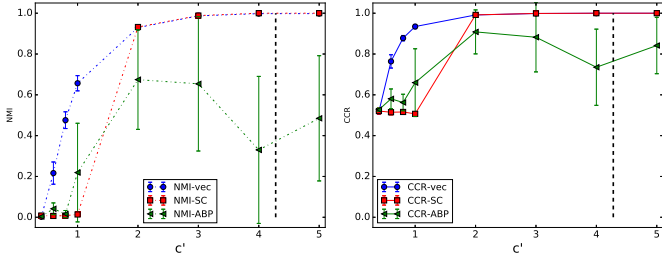 1.0
0.8
0.6
0.4
0.2
0.0
NMI
NMI-vec
NMI-SC
NMI-ABP
1 2 3 4 5
c'
1.0
0.8
0.6
0.4
0.2
0.0
CCR
CCR-vec
CCR-SC
CCR-ABP
1 2 3 4 5
c'